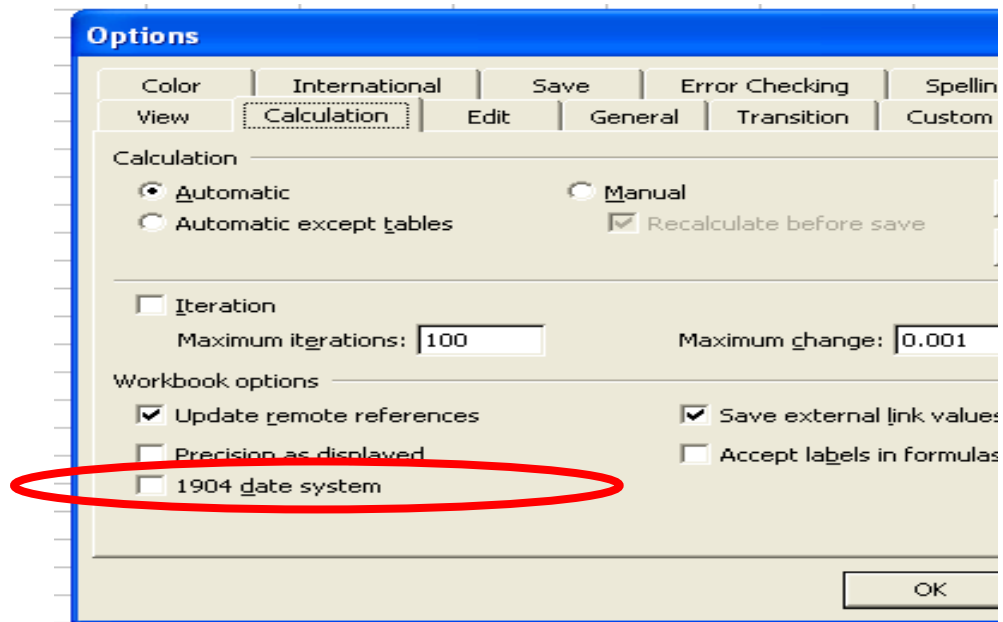 Options
Color International Save Error Checking Spellin
View Calculation Edit General Transition Custom
Calculation
Automatic Manual
Automatic except tables Recalculate before save
Iteration
Maximum iterations: 100 Maximum change: 0.001
Workbook options
Update remote references Save external link values
Precision as displayed Accept labels in formulas
1904 date system
OK